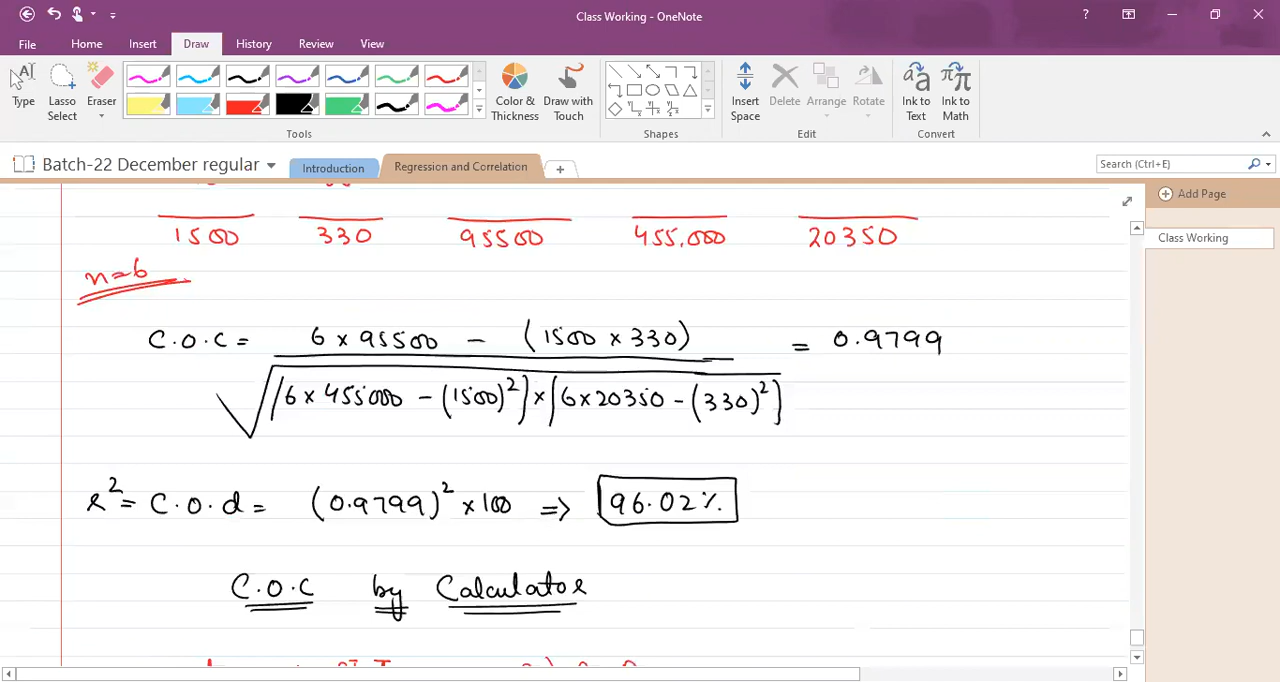 Class Working - OneNote
File Home Insert Draw History Review View
Type Lasso Select Eraser Color & Thickness Draw with Touch Insert Space Delete Arrange Rotate Ink to Text Ink to Math
Tools Shapes Edit Convert
Batch-22 December regular Introduction Regression and Correlation Search (Ctrl+E)
Add Page
Class Working
1500 330 95500 455,000 20350
n=6
C.O.C = 6 × 95500 - (1500 × 330) = 0.9799
√[6 × 455000 - (1500)²] × [6 × 20350 - (330)²]
r² = C.O.d = (0.9799)² × 100 => 96.02%
C.O.C by Calculator